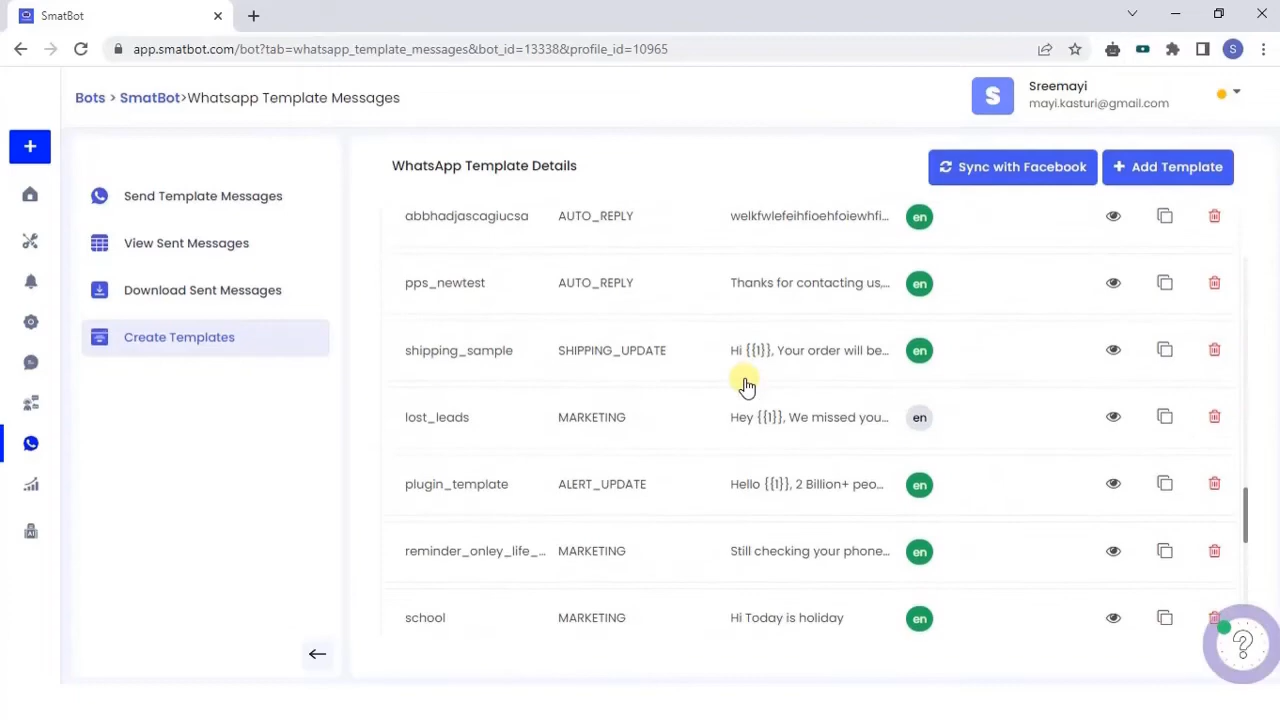 SmatBot
app.smatbot.com/bot?tab=whatsapp_template_messages&bot_id=13338&profile_id=10965
S
Bots > SmatBot>Whatsapp Template Messages
S
Sreemayi
mayi.kasturi@gmail.com
+
Send Template Messages
View Sent Messages
Download Sent Messages
Create Templates
WhatsApp Template Details
Sync with Facebook
+ Add Template
abbhadjascagiucsa AUTO_REPLY welkfwlefeihfioehfoiewhfi... en
pps_newtest AUTO_REPLY Thanks for contacting us,... en
shipping_sample SHIPPING_UPDATE Hi {{1}}, Your order will be... en
lost_leads MARKETING Hey {{1}}, We missed you... en
plugin_template ALERT_UPDATE Hello {{1}}, 2 Billion+ peo... en
reminder_onley_life_... MARKETING Still checking your phone... en
school MARKETING Hi Today is holiday en
AI
?